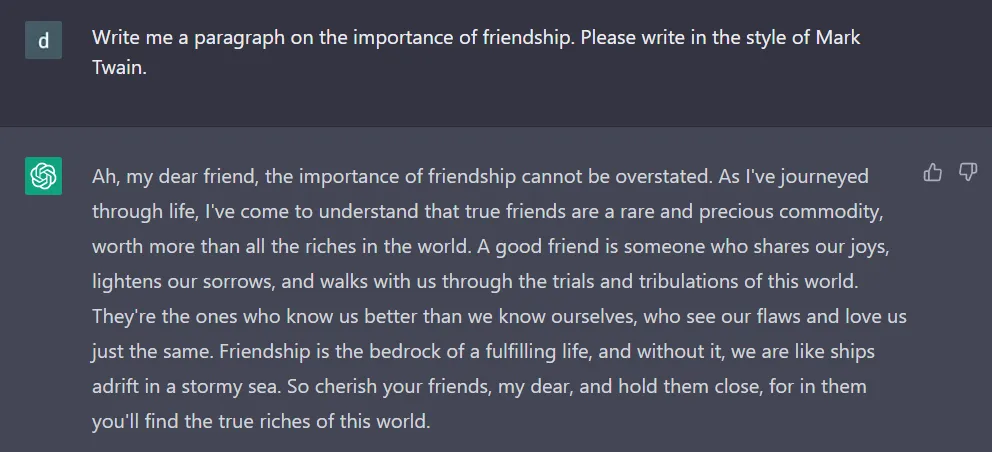 d
Write me a paragraph on the importance of friendship. Please write in the style of Mark
Twain.
Ah, my dear friend, the importance of friendship cannot be overstated. As I've journeyed
through life, I've come to understand that true friends are a rare and precious commodity,
worth more than all the riches in the world. A good friend is someone who shares our joys,
lightens our sorrows, and walks with us through the trials and tribulations of this world.
They're the ones who know us better than we know ourselves, who see our flaws and love us
just the same. Friendship is the bedrock of a fulfilling life, and without it, we are like ships
adrift in a stormy sea. So cherish your friends, my dear, and hold them close, for in them
you'll find the true riches of this world.